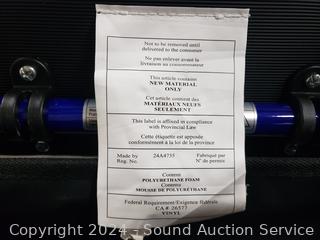 Not to be removed until
delivered to the consumer
Ne pas enlever avant la
livraison au consommateur
This article contains
NEW MATERIAL
ONLY
Cet article contient des
MATÉRIAUX NEUFS
SEULEMENT
This label is affixed in compliance
with Provincial Law
Cette étiquette est apposée
conformément à la loi de la province
Made by 24A4755 Fabriqué par
Reg. No. N° de permis
Content
POLYURETHANE FOAM
Contenu
MOUSSE DE POLYURÉTHANE
Federal Requirement/Exigence Fédérale
CA# 26577
VINYL
Copyright 2024 - Sound Auction Service